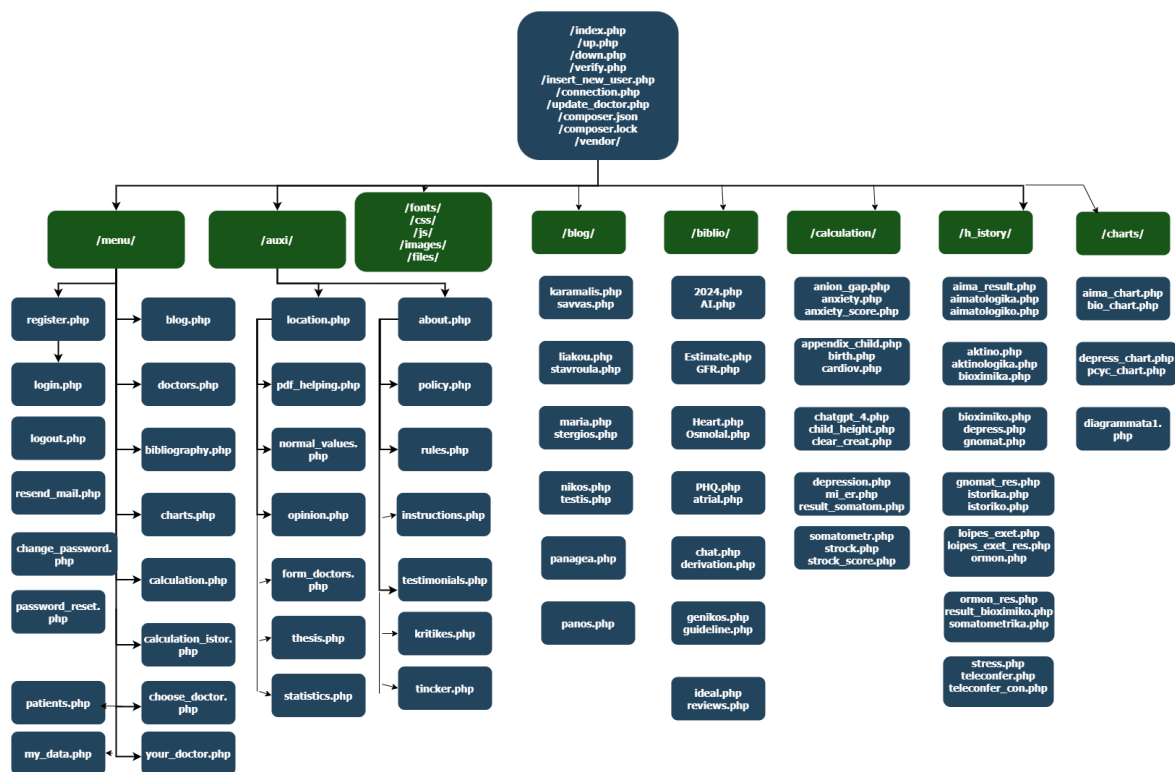 /index.php
/up.php
/down.php
/verify.php
/insert_new_user.php
/connection.php
/update_doctor.php
/composer.json
/composer.lock
/vendor/
/menu/
/auxi/
/fonts/
/css/
/js/
/images/
/files/
/blog/
/biblio/
/calculation/
/h_istory/
/charts/
register.php
login.php
logout.php
resend_mail.php
change_password.
php
password_reset.
php
patients.php
my_data.php
blog.php
doctors.php
bibliography.php
charts.php
calculation.php
calculation_istor.
php
choose_doctor.
php
your_doctor.php
location.php
pdf_helping.php
normal_values.
php
opinion.php
form_doctors.
php
thesis.php
statistics.php
about.php
policy.php
rules.php
instructions.php
testimonials.php
kritikes.php
tincker.php
karamalis.php
savvas.php
liakou.php
stavroula.php
maria.php
stergios.php
nikos.php
testis.php
panagea.php
panos.php
2024.php
AI.php
Estimate.php
GFR.php
Heart.php
Osmolal.php
PHQ.php
atrial.php
chat.php
derivation.php
genikos.php
guideline.php
ideal.php
reviews.php
anion_gap.php
anxiety.php
anxiety_score.php
appendix_child.php
birth.php
cardiov.php
chatgpt_4.php
child_height.php
clear_creat.php
depression.php
mi_er.php
result_somatom.php
somatometr.php
strock.php
strock_score.php
aima_result.php
aimatologika.php
aimatologiko.php
aktino.php
aktinologika.php
bioximika.php
bioximiko.php
depress.php
gnomat.php
gnomat_res.php
istorika.php
istoriko.php
loipes_exet.php
loipes_exet_res.php
ormon.php
ormon_res.php
result_bioximiko.php
somatometrika.php
stress.php
teleconfer.php
teleconfer_con.php
aima_chart.php
bio_chart.php
depress_chart.php
pcyc_chart.php
diagrammata1.
php